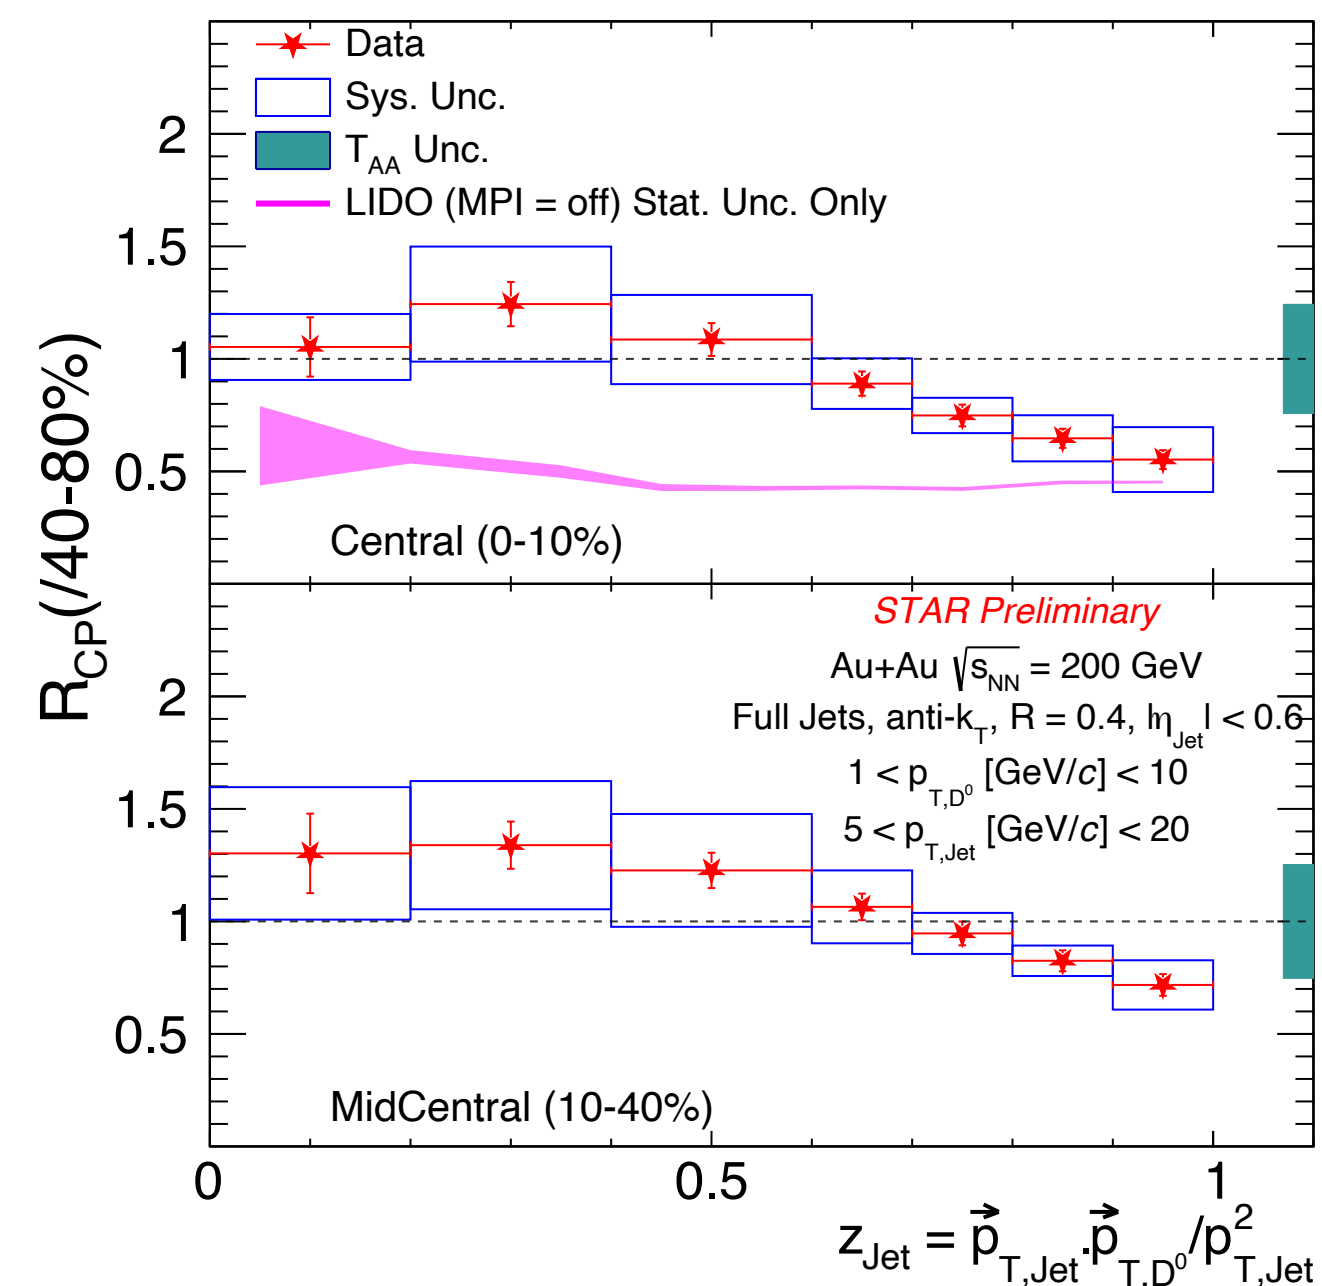 Data
Sys. Unc.
T_AA Unc.
LIDO (MPI = off) Stat. Unc. Only
2
1.5
1
0.5
Central (0-10%)
R_CP(/40-80%)
STAR Preliminary
Au+Au √s_NN = 200 GeV
Full Jets, anti-k_T, R = 0.4, |η_Jet| < 0.6
1 < p_T,D⁰ [GeV/c] < 10
5 < p_T,Jet [GeV/c] < 20
2
1.5
1
0.5
MidCentral (10-40%)
0 0.5 1
z_Jet = p⃗_T,Jet.p⃗_T,D⁰/p²_T,Jet